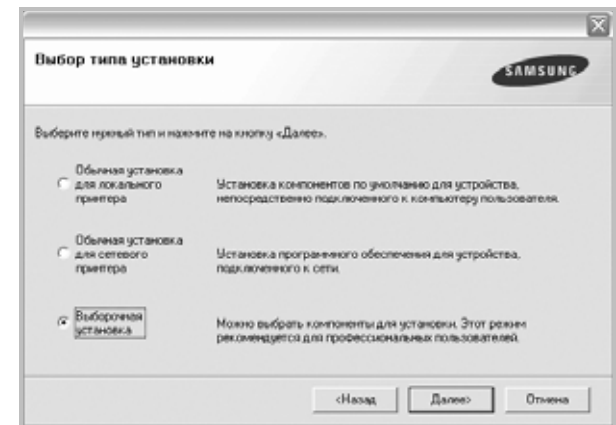 Выбор типа установки
SAMSUNG
Выберите нужный тип и нажмите на кнопку «Далее».
Обычная установка
для локального
принтера
Установка компонентов по умолчанию для устройства,
непосредственно подключенного к компьютеру пользователя.
Обычная установка
для сетевого
принтера
Установка программного обеспечения для устройства,
подключенного к сети.
Выборочная
установка
Можно выбрать компоненты для установки. Этот режим
рекомендуется для профессиональных пользователей.
<Назад
Далее>
Отмена